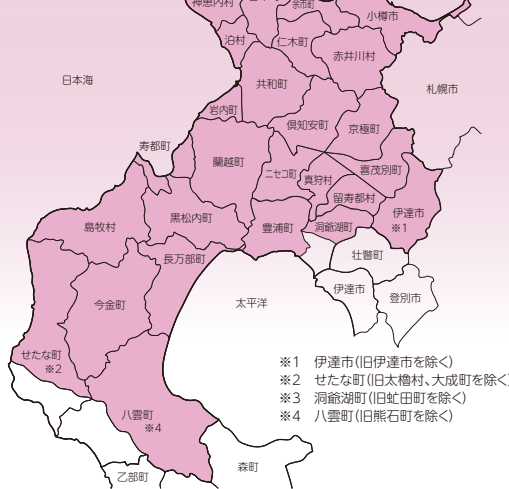 神恵内村
余市町
小樽市
泊村
仁木町
赤井川村
日本海
共和町
札幌市
岩内町
倶知安町
京極町
寿都町
蘭越町
ニセコ町
真狩村
喜茂別町
留寿都村
島牧村
黒松内町
豊浦町
洞爺湖町
伊達市
※1
長万部町
壮瞥町
今金町
太平洋
伊達市
登別市
せたな町
※2
八雲町
※4
森町
乙部町
※1 伊達市(旧伊達市を除く)
※2 せたな町(旧太櫓村、大成町を除く)
※3 洞爺湖町(旧虻田町を除く)
※4 八雲町(旧熊石町を除く)